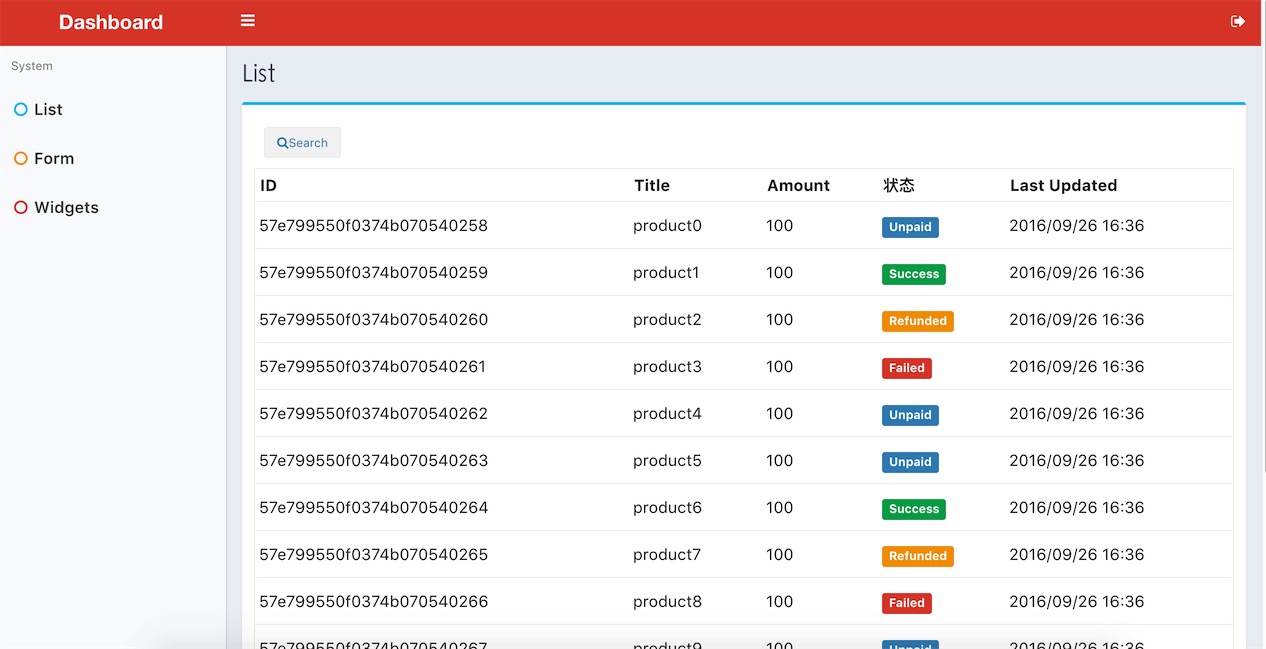 Dashboard
System
List
Form
Widgets
List
Search
ID Title Amount 状态 Last Updated
57e799550f0374b070540258 product0 100 Unpaid 2016/09/26 16:36
57e799550f0374b070540259 product1 100 Success 2016/09/26 16:36
57e799550f0374b070540260 product2 100 Refunded 2016/09/26 16:36
57e799550f0374b070540261 product3 100 Failed 2016/09/26 16:36
57e799550f0374b070540262 product4 100 Unpaid 2016/09/26 16:36
57e799550f0374b070540263 product5 100 Unpaid 2016/09/26 16:36
57e799550f0374b070540264 product6 100 Success 2016/09/26 16:36
57e799550f0374b070540265 product7 100 Refunded 2016/09/26 16:36
57e799550f0374b070540266 product8 100 Failed 2016/09/26 16:36
57e799550f0374b070540267 product9 100 Unpaid 2016/09/26 16:36